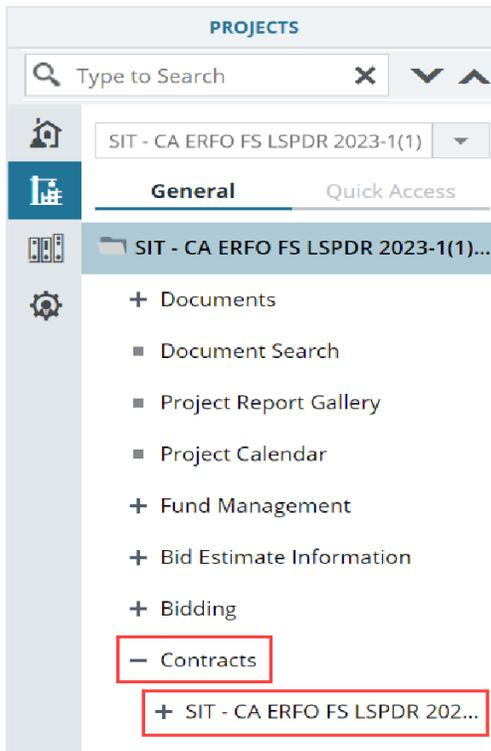 PROJECTS
Type to Search
SIT - CA ERFO FS LSPDR 2023-1(1)
General Quick Access
SIT - CA ERFO FS LSPDR 2023-1(1)...
Documents
Document Search
Project Report Gallery
Project Calendar
Fund Management
Bid Estimate Information
Bidding
Contracts
SIT - CA ERFO FS LSPDR 202...